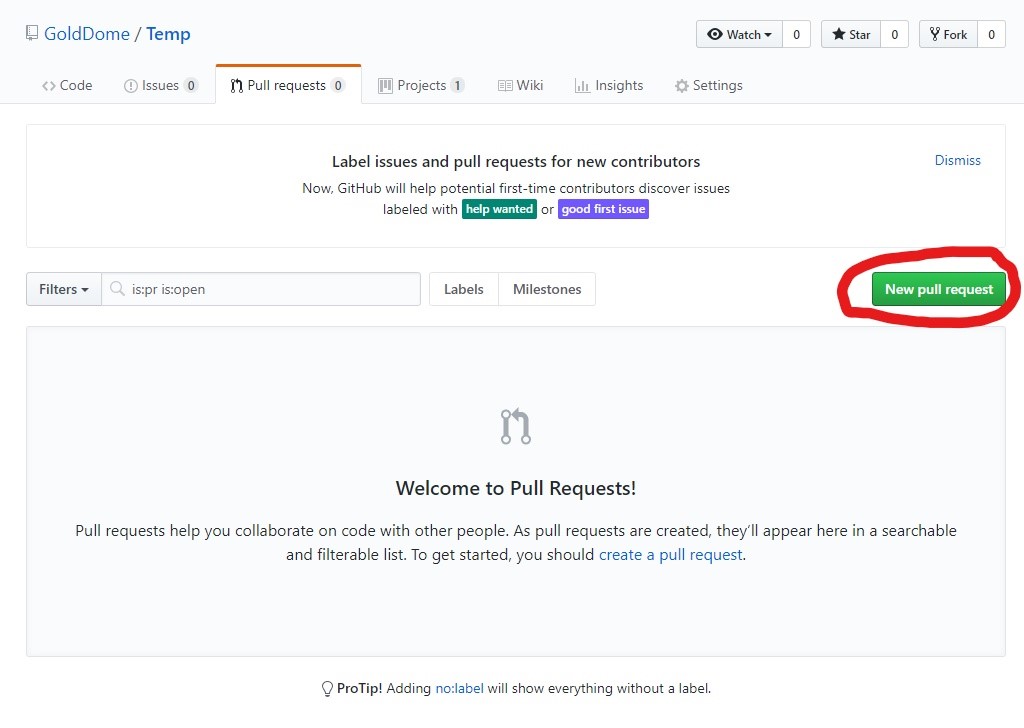 GoldDome / Temp
Watch 0 Star 0 Fork 0
Code Issues 0 Pull requests 0 Projects 1 Wiki Insights Settings
Label issues and pull requests for new contributors
Dismiss
Now, GitHub will help potential first-time contributors discover issues
labeled with help wanted or good first issue
Filters is:pr is:open Labels Milestones New pull request
Welcome to Pull Requests!
Pull requests help you collaborate on code with other people. As pull requests are created, they’ll appear here in a searchable
and filterable list. To get started, you should create a pull request.
ProTip! Adding no:label will show everything without a label.